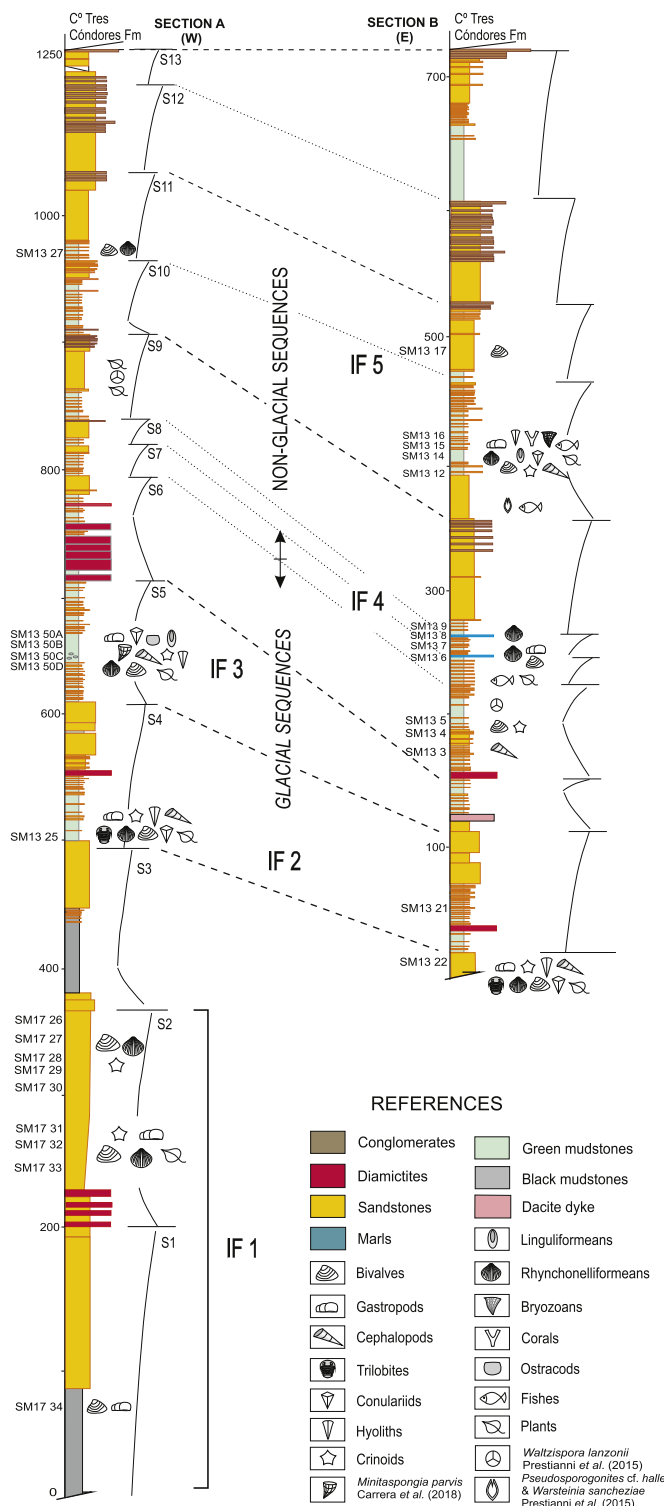 Cº Tres
Cóndores Fm
SECTION A
(W)
SECTION B
(E)
Cº Tres
Cóndores Fm
1250
S13
S12
S11
1000
SM13 27
S10
S9
S8
800
S7
S6
S5
SM13 50A
SM13 50B
SM13 50C
SM13 50D
600
S4
SM13 25
S3
400
SM17 26
S2
SM17 27
SM17 28
SM17 29
SM17 30
SM17 31
SM17 32
SM17 33
200
S1
SM17 34
0
NON-GLACIAL SEQUENCES
GLACIAL SEQUENCES
IF 5
IF 4
IF 3
IF 2
IF 1
700
500
SM13 17
SM13 16
SM13 15
SM13 14
SM13 12
300
SM13 9
SM13 8
SM13 7
SM13 6
SM13 5
SM13 4
SM13 3
100
SM13 21
SM13 22
REFERENCES
Conglomerates
Diamictites
Sandstones
Marls
Bivalves
Gastropods
Cephalopods
Trilobites
Conulariids
Hyoliths
Crinoids
Minitaspongia parvis
Carrera et al. (2018)
Green mudstones
Black mudstones
Dacite dyke
Linguliformeans
Rhynchonelliformeans
Bryozoans
Corals
Ostracods
Fishes
Plants
Waltzispora lanzonii
Prestianni et al. (2015)
Pseudosporogonites cf. halle
& Warsteinia sancheziae
Prestianni et al. (2015)